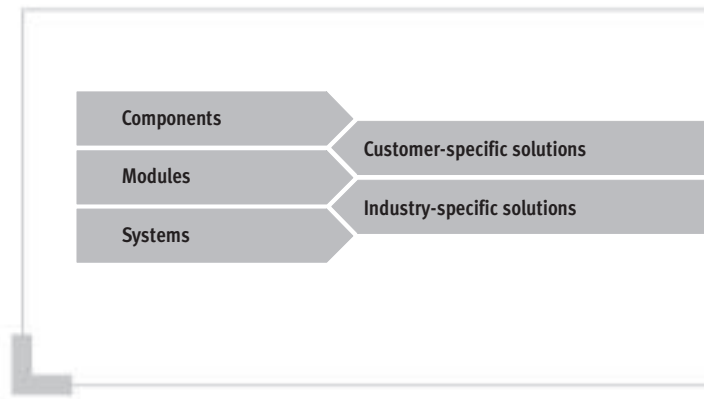 Components
Modules
Systems
Customer-specific solutions
Industry-specific solutions